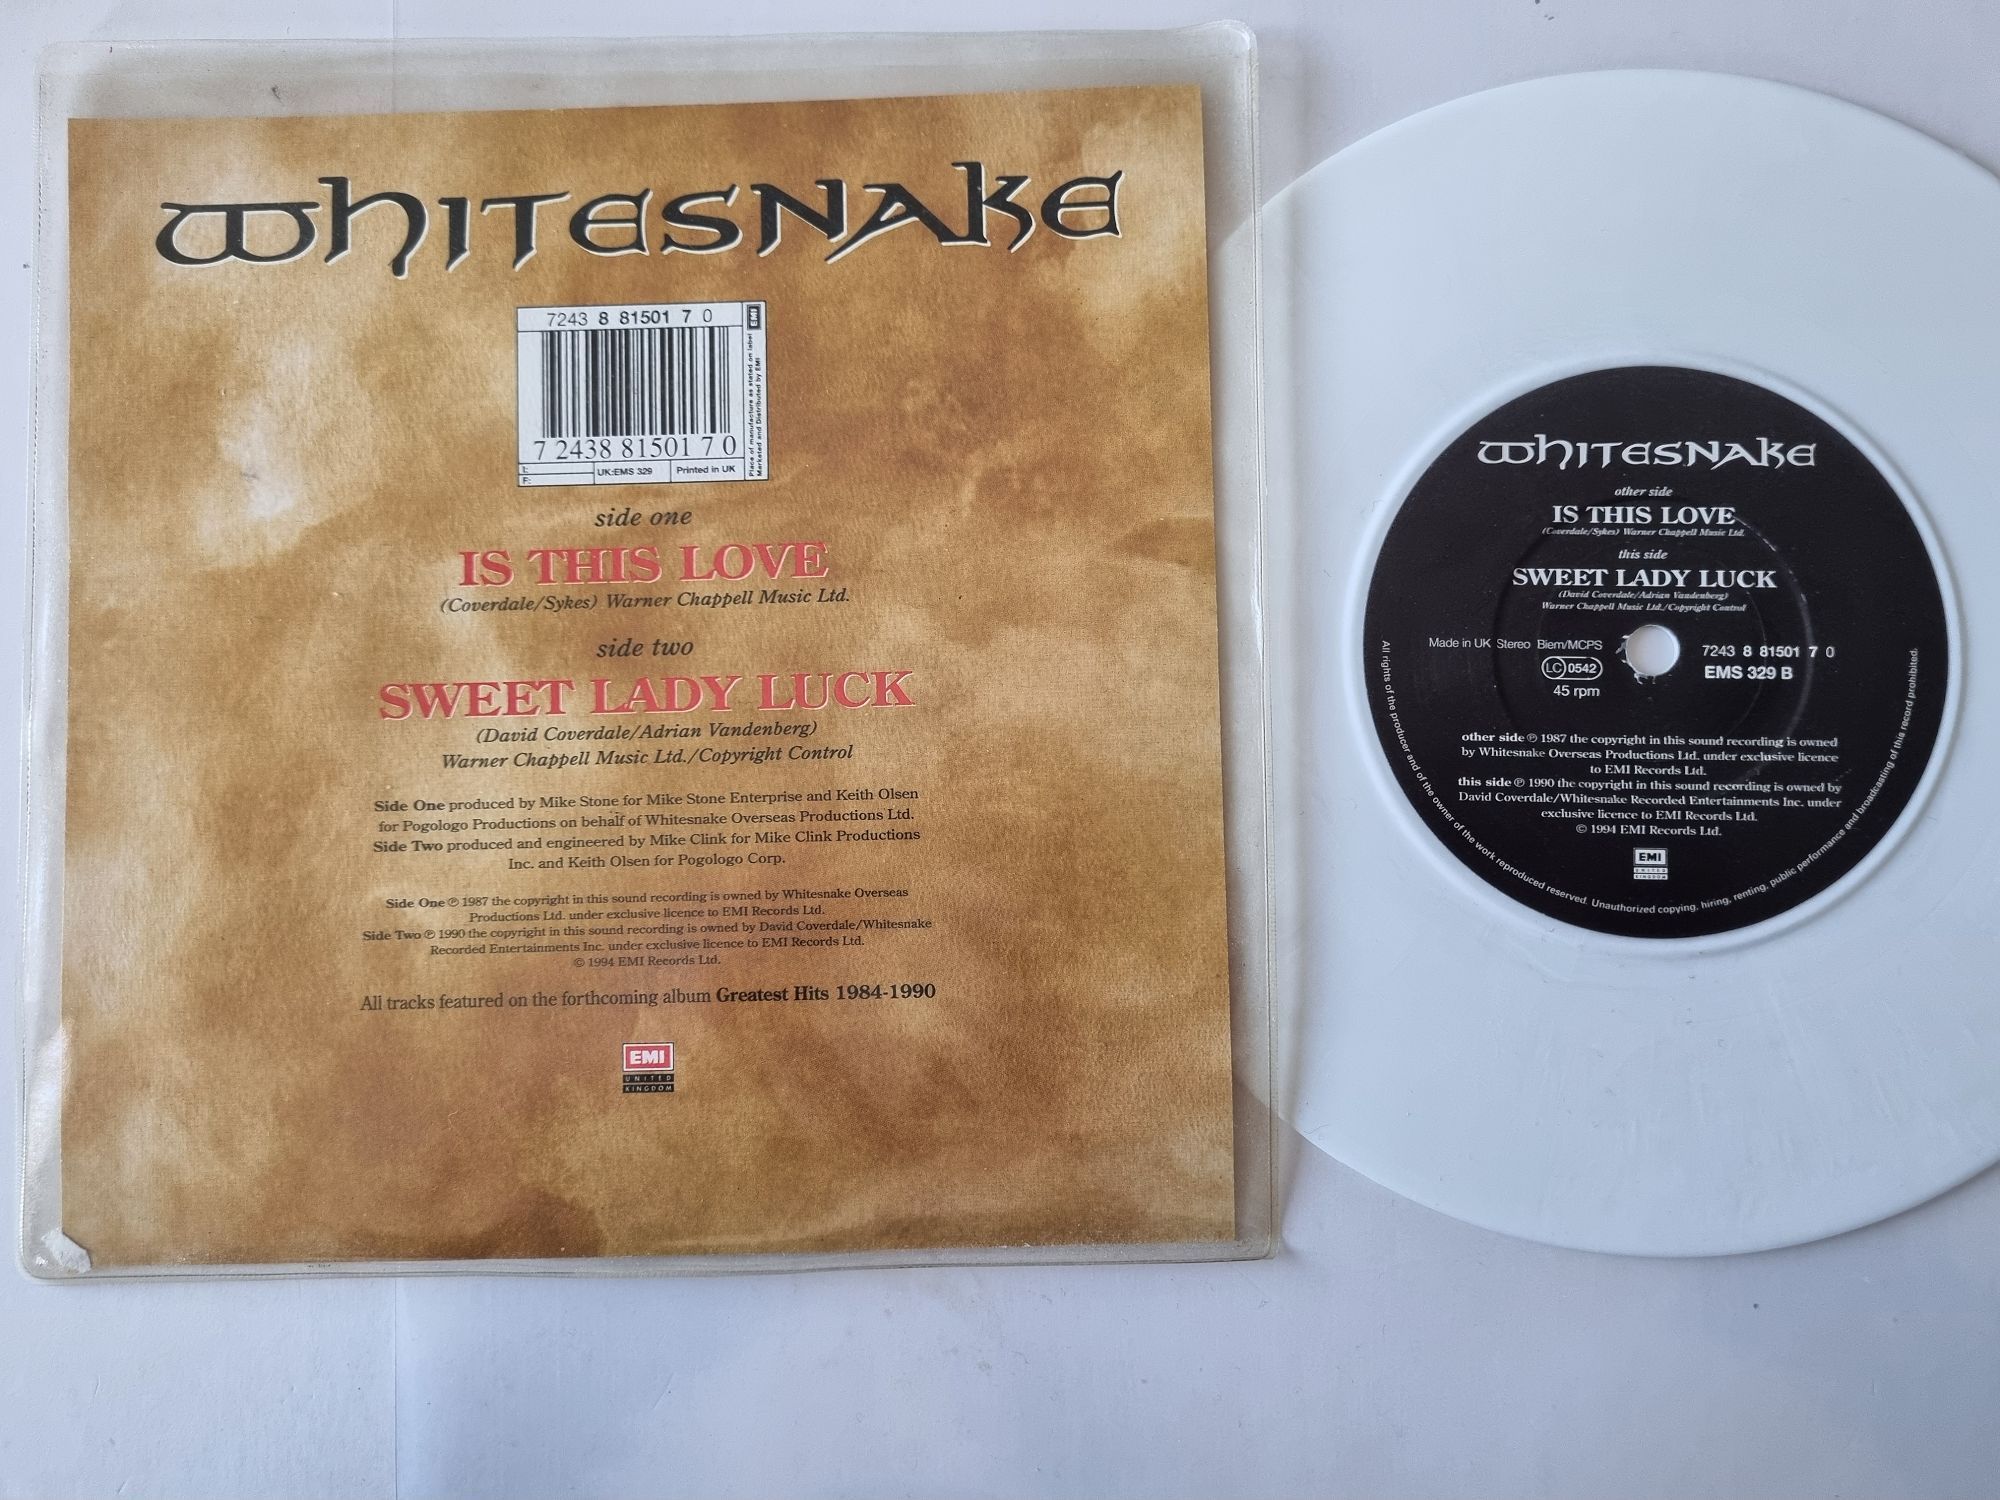 WHITESNAKE
7243 8 81501 7 0
EMI
Place of manufacture as stated on label
Marketed and Distributed by EMI
7 24388 81501 7 0
I:
F:
UK:EMS 329
Printed in UK
side one
IS THIS LOVE
(Coverdale/Sykes) Warner Chappell Music Ltd.
side two
SWEET LADY LUCK
(David Coverdale/Adrian Vandenberg)
Warner Chappell Music Ltd./Copyright Control
Side One produced by Mike Stone for Mike Stone Enterprise and Keith Olsen
for Pogologo Productions on behalf of Whitesnake Overseas Productions Ltd.
Side Two produced and engineered by Mike Clink for Mike Clink Productions
Inc. and Keith Olsen for Pogologo Corp.
Side One ℗ 1987 the copyright in this sound recording is owned by Whitesnake Overseas
Productions Ltd. under exclusive licence to EMI Records Ltd.
Side Two ℗ 1990 the copyright in this sound recording is owned by David Coverdale/Whitesnake
Recorded Entertainments Inc. under exclusive licence to EMI Records Ltd.
© 1994 EMI Records Ltd.
All tracks featured on the forthcoming album Greatest Hits 1984-1990
EMI
UNITED
KINGDOM
WHITESNAKE
other side
IS THIS LOVE
(Coverdale/Sykes) Warner Chappell Music Ltd.
this side
SWEET LADY LUCK
(David Coverdale/Adrian Vandenberg)
Warner Chappell Music Ltd./Copyright Control
Made in UK Stereo Biem/MCPS
LC 0542
45 rpm
7243 8 81501 7 0
EMS 329 B
other side ℗ 1987 the copyright in this sound recording is owned
by Whitesnake Overseas Productions Ltd. under exclusive licence
to EMI Records Ltd.
this side ℗ 1990 the copyright in this sound recording is owned by
David Coverdale/Whitesnake Recorded Entertainments Inc. under
exclusive licence to EMI Records Ltd.
© 1994 EMI Records Ltd.
EMI
UNITED
KINGDOM
All rights of the producer and of the owner of the work reproduced reserved. Unauthorized copying, hiring, renting, public performance and broadcasting of this record prohibited.